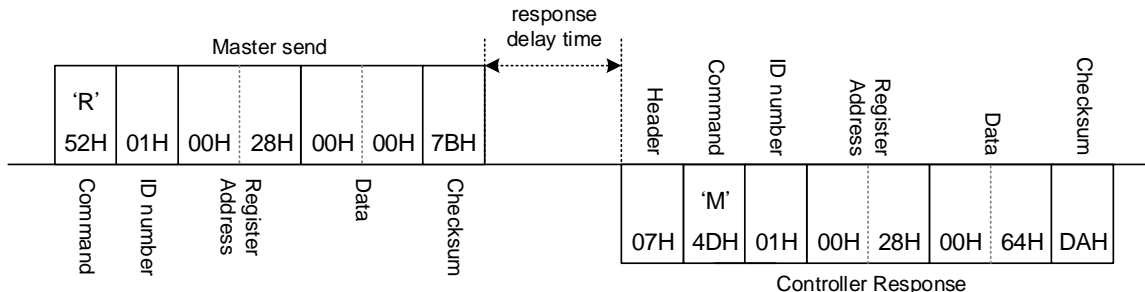 response
delay time
Master send
'R'
52H 01H 00H 28H 00H 00H 7BH
Command
ID number
Register
Address
Data
Checksum
Header
Command
ID number
Register
Address
Data
Checksum
'M'
07H 4DH 01H 00H 28H 00H 64H DAH
Controller Response